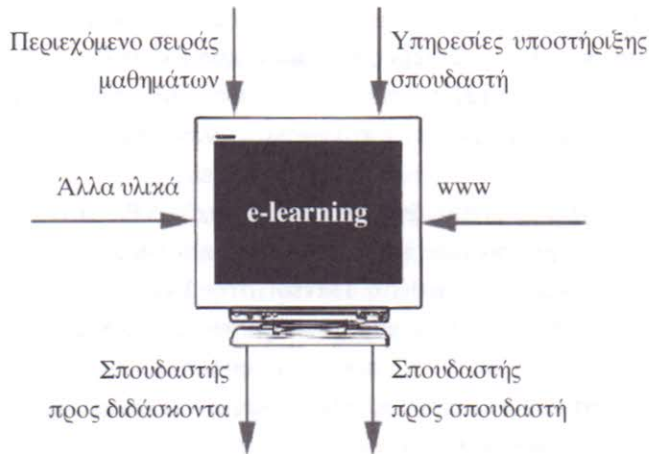 Περιεχόμενο σειράς
μαθημάτων
Υπηρεσίες υποστήριξης
σπουδαστή
Άλλα υλικά
e-learning
www
Σπουδαστής
προς διδάσκοντα
Σπουδαστής
προς σπουδαστή